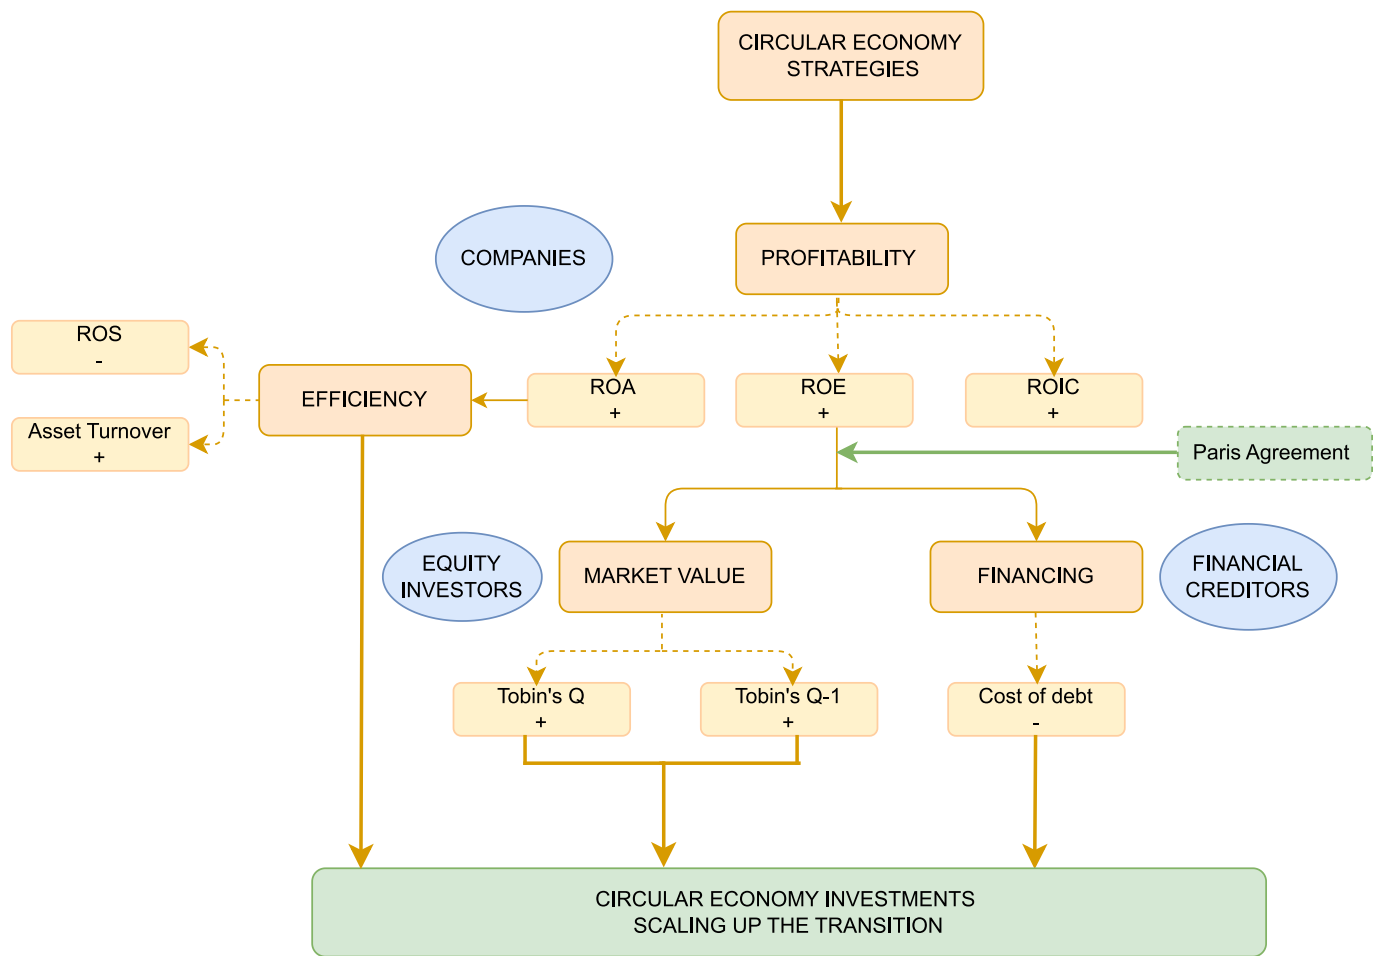 CIRCULAR ECONOMY
STRATEGIES
COMPANIES
PROFITABILITY
ROS
-
Asset Turnover
+
EFFICIENCY
ROA
+
ROE
+
ROIC
+
Paris Agreement
EQUITY
INVESTORS
MARKET VALUE
FINANCING
FINANCIAL
CREDITORS
Tobin's Q
+
Tobin's Q-1
+
Cost of debt
-
CIRCULAR ECONOMY INVESTMENTS
SCALING UP THE TRANSITION